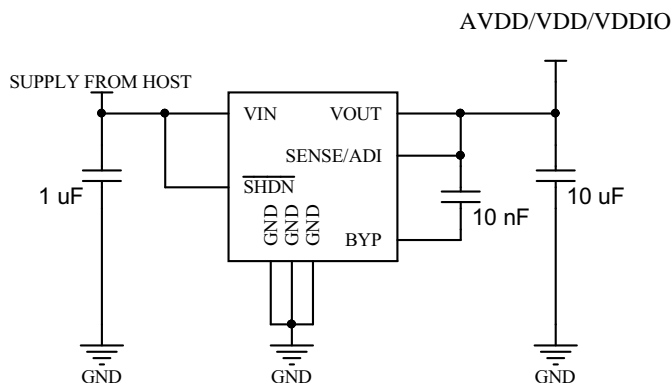 AVDD/VDD/VDDIO
SUPPLY FROM HOST
VIN
VOUT
SENSE/ADI
SHDN
1 uF
10 nF
10 uF
GND
GND
GND
BYP
GND
GND
GND